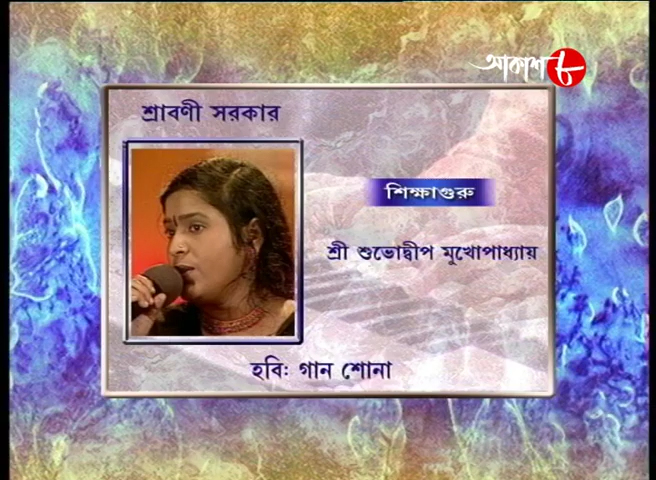 আকাশ ৮
শ্রাবণী সরকার
শিক্ষাগুরু
শ্রী শুভোদ্বীপ মুখোপাধ্যায়
হবি: গান শোনা